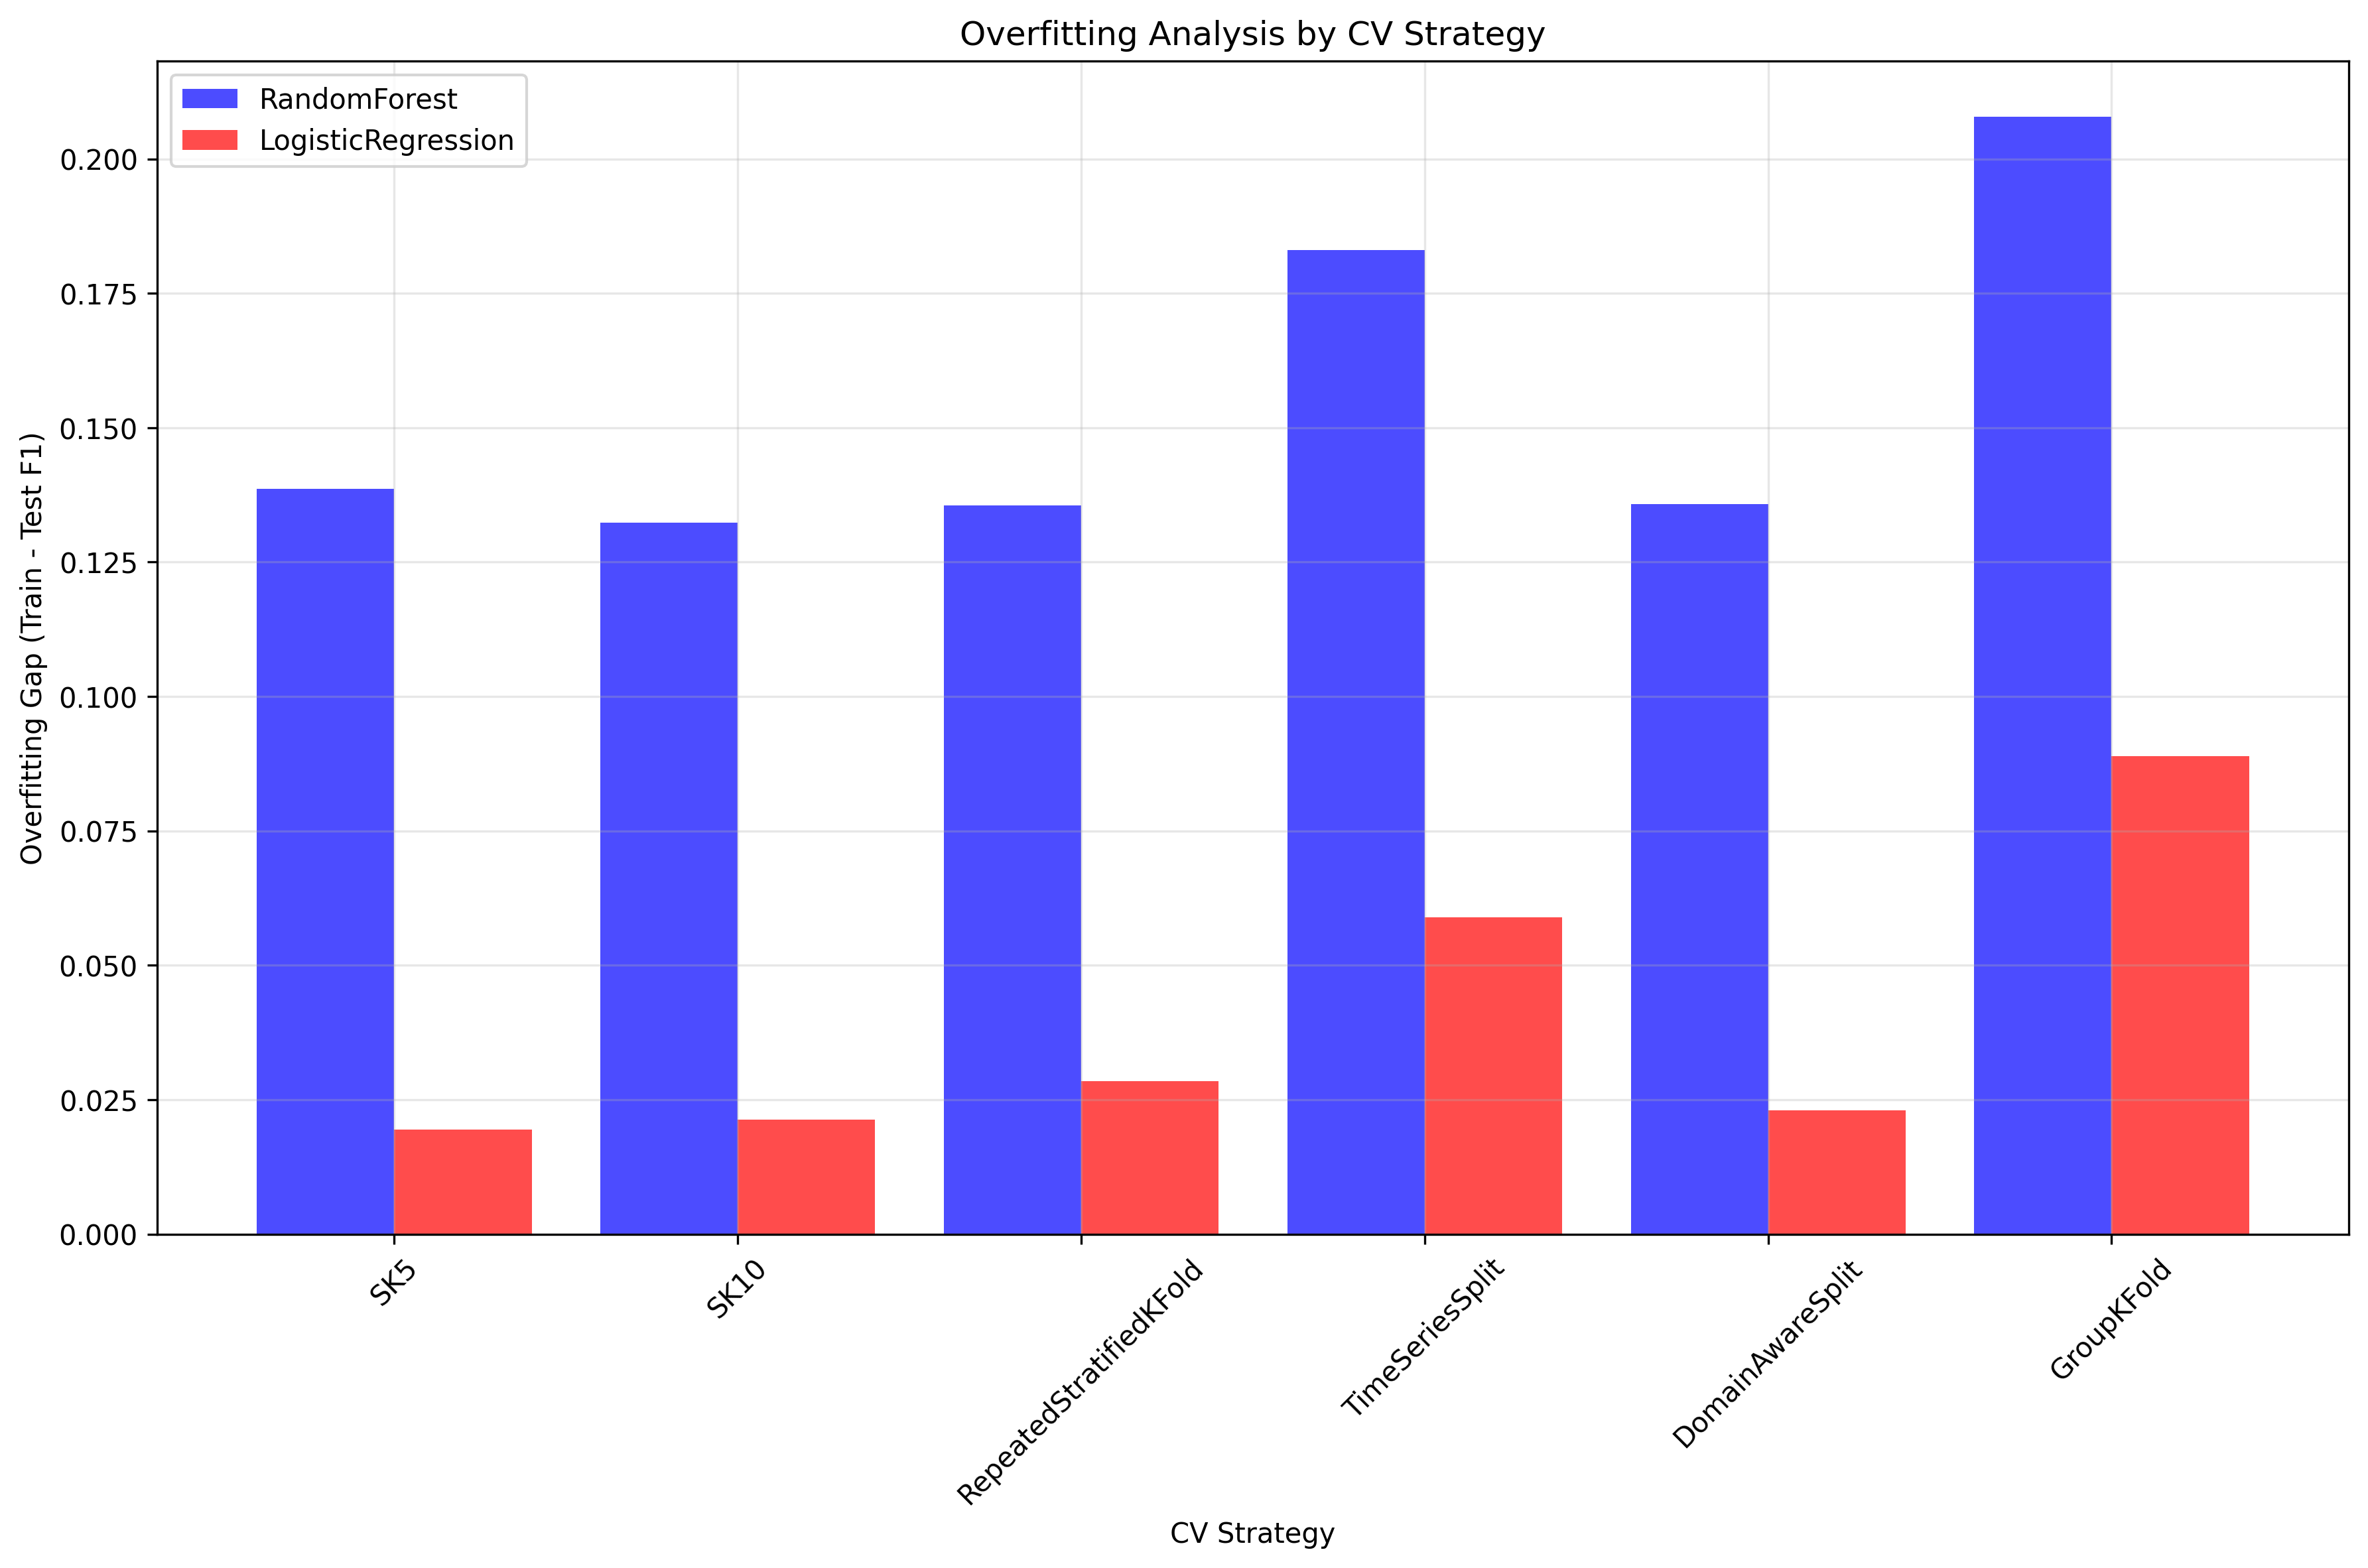 Overfitting Analysis by CV Strategy
RandomForest
LogisticRegression
Overfitting Gap (Train - Test F1)
0.200
0.175
0.150
0.125
0.100
0.075
0.050
0.025
0.000
SK5
SK10
RepeatedStratifiedKFold
TimeSeriesSplit
DomainAwareSplit
GroupKFold
CV Strategy